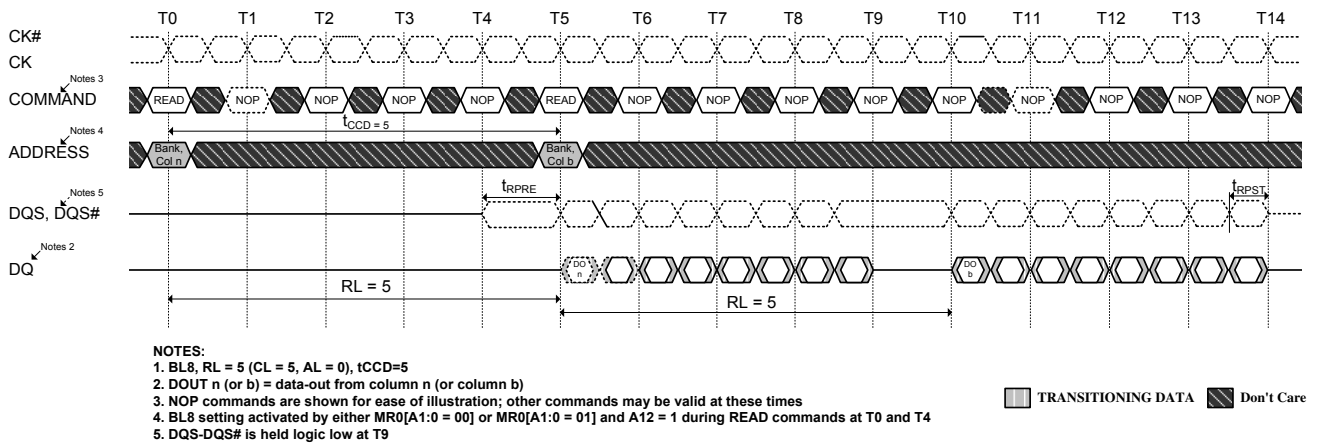 T0 T1 T2 T3 T4 T5 T6 T7 T8 T9 T10 T11 T12 T13 T14
CK#
CK
Notes 3
COMMAND
READ NOP NOP NOP NOP READ NOP NOP NOP NOP NOP NOP NOP NOP NOP
tCCD = 5
Notes 4
ADDRESS
Bank, Col n
Bank, Col b
Notes 5
tRPRE
tRPST
DQS, DQS#
Notes 2
DQ
DO n
DO b
RL = 5
RL = 5
NOTES:
1. BL8, RL = 5 (CL = 5, AL = 0), tCCD=5
2. DOUT n (or b) = data-out from column n (or column b)
3. NOP commands are shown for ease of illustration; other commands may be valid at these times
4. BL8 setting activated by either MR0[A1:0 = 00] or MR0[A1:0 = 01] and A12 = 1 during READ commands at T0 and T4
5. DQS-DQS# is held logic low at T9
TRANSITIONING DATA
Don't Care